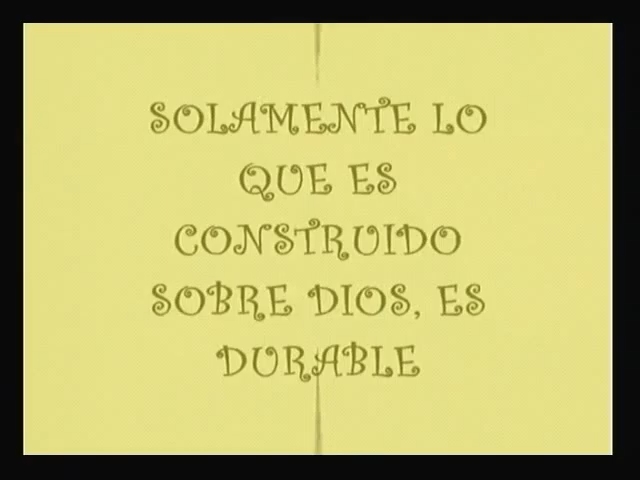 SOLAMENTE LO
QUE ES
CONSTRUIDO
SOBRE DIOS, ES
DURABLE